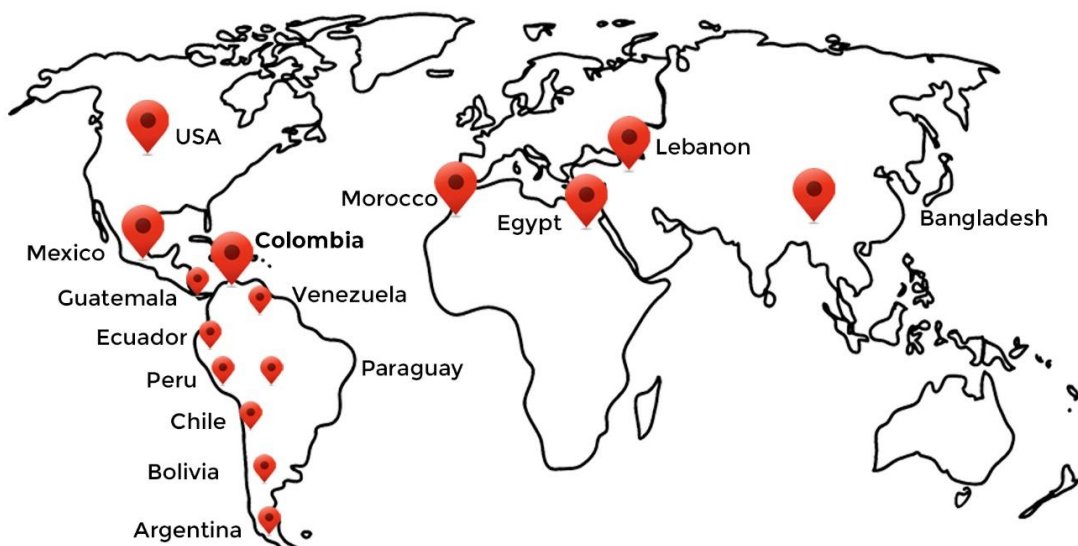 USA
Lebanon
Morocco
Egypt
Bangladesh
Mexico
Colombia
Guatemala
Venezuela
Ecuador
Peru
Paraguay
Chile
Bolivia
Argentina